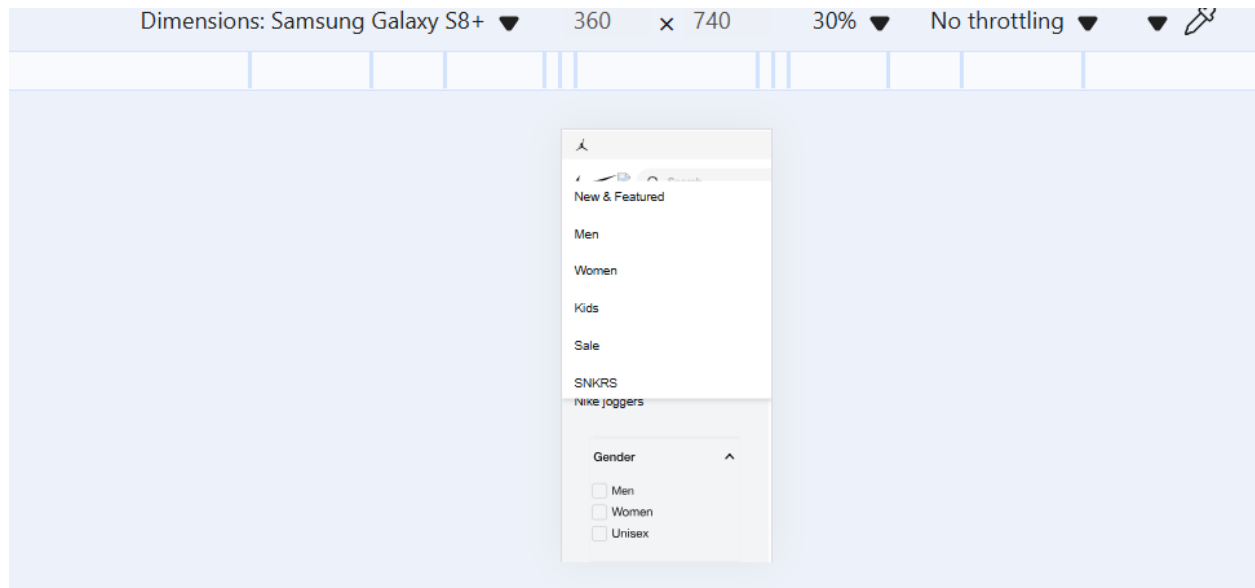 Dimensions: Samsung Galaxy S8+ 360 × 740 30% No throttling
Search
New & Featured
Men
Women
Kids
Sale
SNKRS
Nike joggers
Gender
Men
Women
Unisex